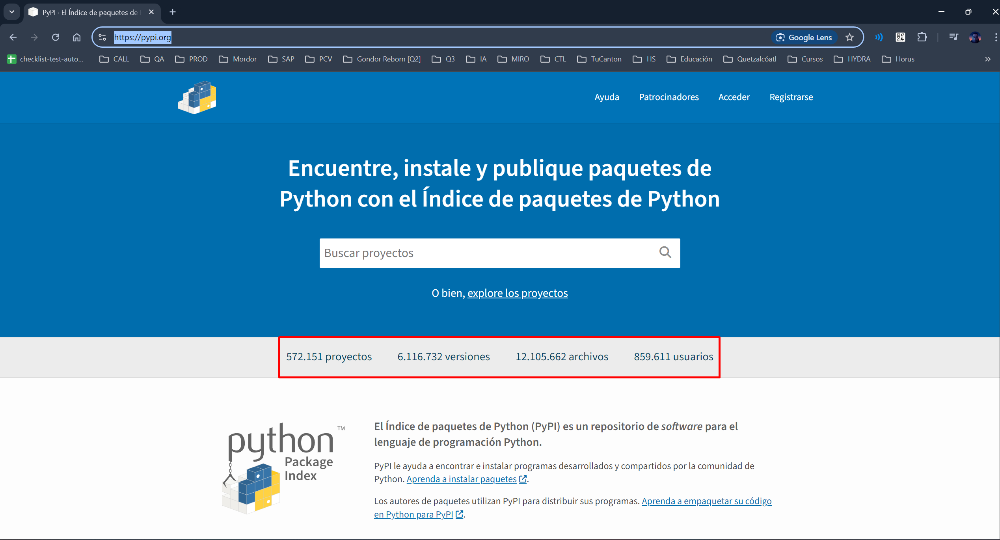 PyPI · El Índice de paquetes de
https://pypi.org
Google Lens
checklist-test-auto... CALL QA PROD Mordor SAP PCV Gondor Reborn [Q2] Q3 IA MIRO CTL TuCanton HS Educación Quetzalcóatl Cursos HYDRA Horus
Ayuda Patrocinadores Acceder Registrarse
Encuentre, instale y publique paquetes de
Python con el Índice de paquetes de Python
Buscar proyectos
O bien, explore los proyectos
572.151 proyectos 6.116.732 versiones 12.105.662 archivos 859.611 usuarios
python TM
Package
Index
El Índice de paquetes de Python (PyPI) es un repositorio de software para el
lenguaje de programación Python.
PyPI le ayuda a encontrar e instalar programas desarrollados y compartidos por la comunidad de
Python. Aprenda a instalar paquetes.
Los autores de paquetes utilizan PyPI para distribuir sus programas. Aprenda a empaquetar su código
en Python para PyPI.